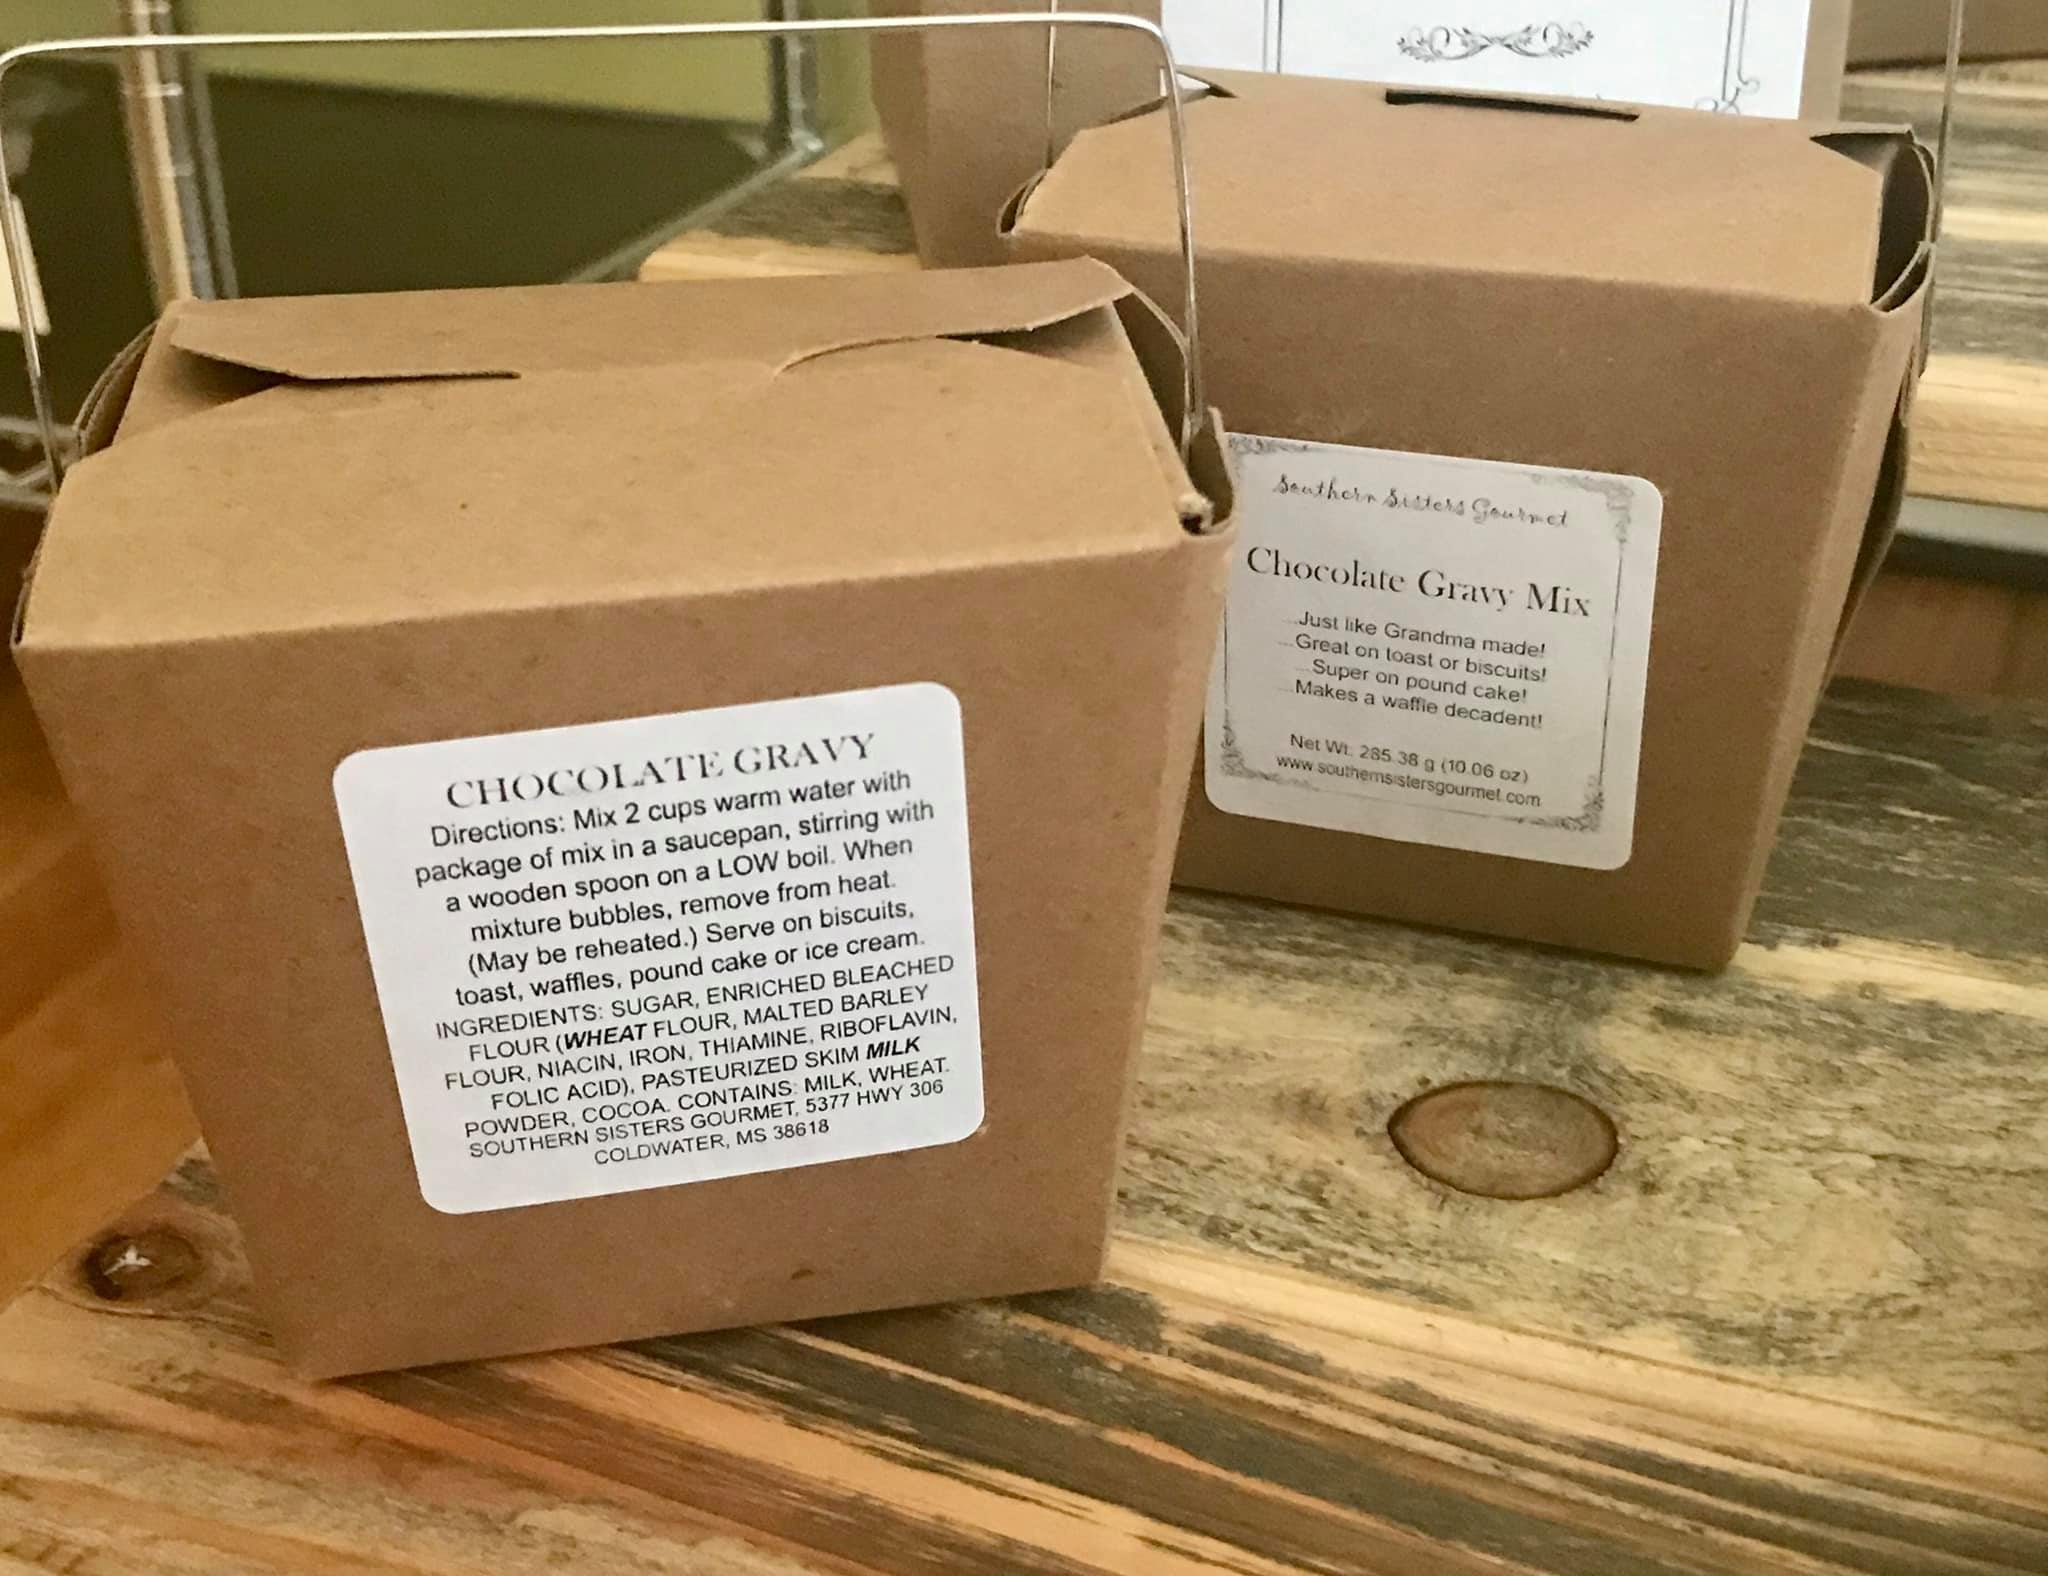 CHOCOLATE GRAVY
Directions: Mix 2 cups warm water with
package of mix in a saucepan, stirring with
a wooden spoon on a LOW boil. When
mixture bubbles, remove from heat.
(May be reheated.) Serve on biscuits,
toast, waffles, pound cake or ice cream.
INGREDIENTS: SUGAR, ENRICHED BLEACHED
FLOUR (WHEAT FLOUR, MALTED BARLEY
FLOUR, NIACIN, IRON, THIAMINE, RIBOFLAVIN,
FOLIC ACID), PASTEURIZED SKIM MILK
POWDER, COCOA. CONTAINS: MILK, WHEAT.
SOUTHERN SISTERS GOURMET, 5377 HWY 306
COLDWATER, MS 38618
Southern Sisters Gourmet
Chocolate Gravy Mix
...Just like Grandma made!
...Great on toast or biscuits!
...Super on pound cake!
...Makes a waffle decadent!
Net Wt. 285.38 g (10.06 oz)
www.southernsistersgourmet.com